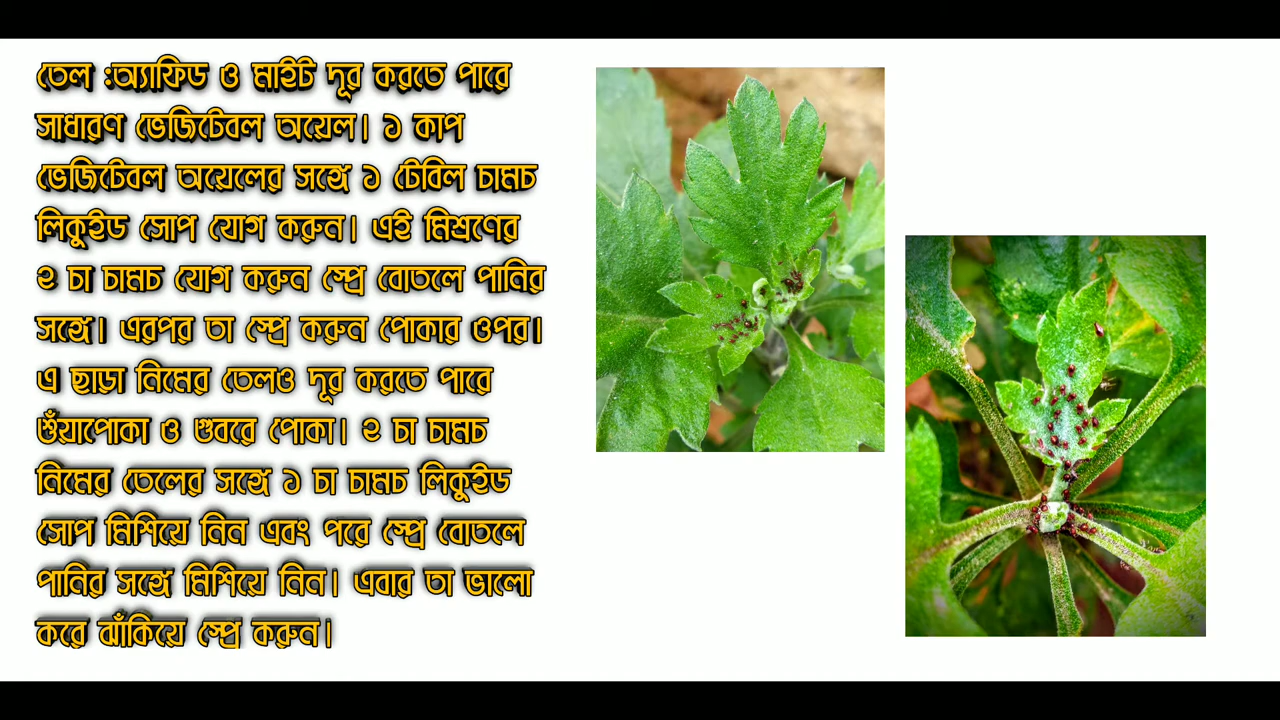 তেল :অ্যাফিড ও মাইট দূর করতে পারে
সাধারণ ভেজিটেবল অয়েল। ১ কাপ
ভেজিটেবল অয়েলের সঙ্গে ১ টেবিল চামচ
লিকুইড সোপ যোগ করুন। এই মিশ্রণের
২ চা চামচ যোগ করুন স্প্রে বোতলে পানির
সঙ্গে। এরপর তা স্প্রে করুন পোকার ওপর।
এ ছাড়া নিমের তেলও দূর করতে পারে
শুঁয়াপোকা ও গুবরে পোকা। ২ চা চামচ
নিমের তেলের সঙ্গে ১ চা চামচ লিকুইড
সোপ মিশিয়ে নিন এবং পরে স্প্রে বোতলে
পানির সঙ্গে মিশিয়ে নিন। এবার তা ভালো
করে ঝাঁকিয়ে স্প্রে করুন।